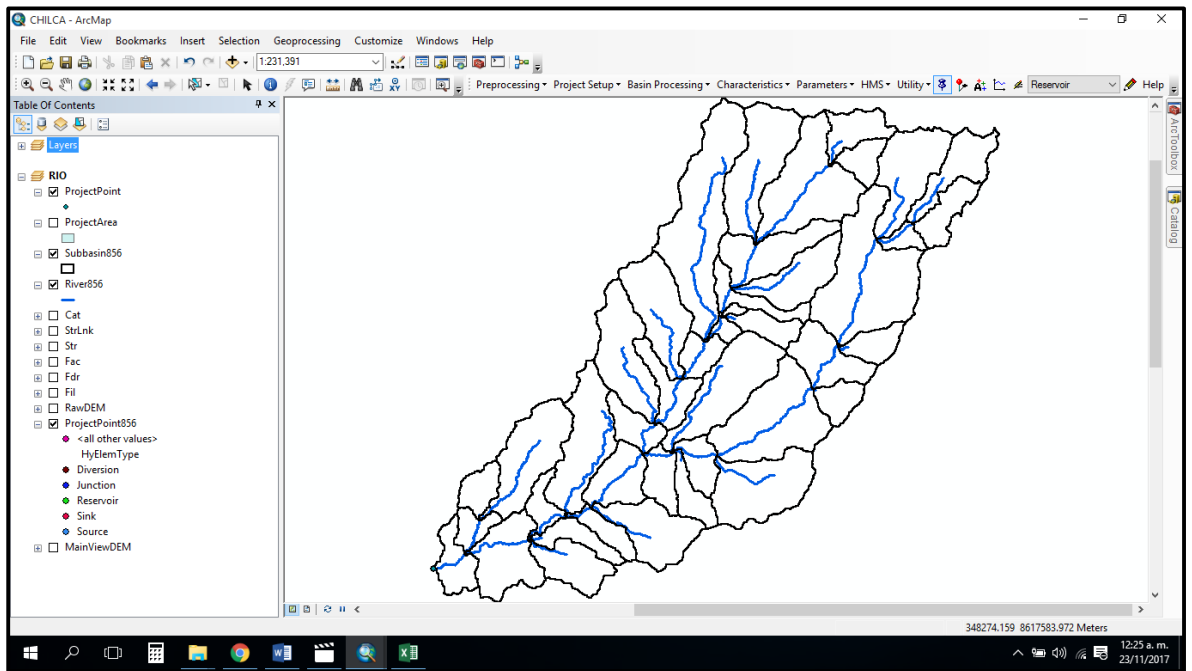 CHILCA - ArcMap
File Edit View Bookmarks Insert Selection Geoprocessing Customize Windows Help
1:231,391
Preprocessing Project Setup Basin Processing Characteristics Parameters HMS Utility Reservoir Help
Table Of Contents
Layers
RIO
ProjectPoint
ProjectArea
Subbasin856
River856
Cat
StrLnk
Str
Fac
Fdr
Fil
RawDEM
ProjectPoint856
<all other values>
HyElemType
Diversion
Junction
Reservoir
Sink
Source
MainViewDEM
ArcToolbox
Catalog
348274.159 8617583.972 Meters
12:25 a. m.
23/11/2017